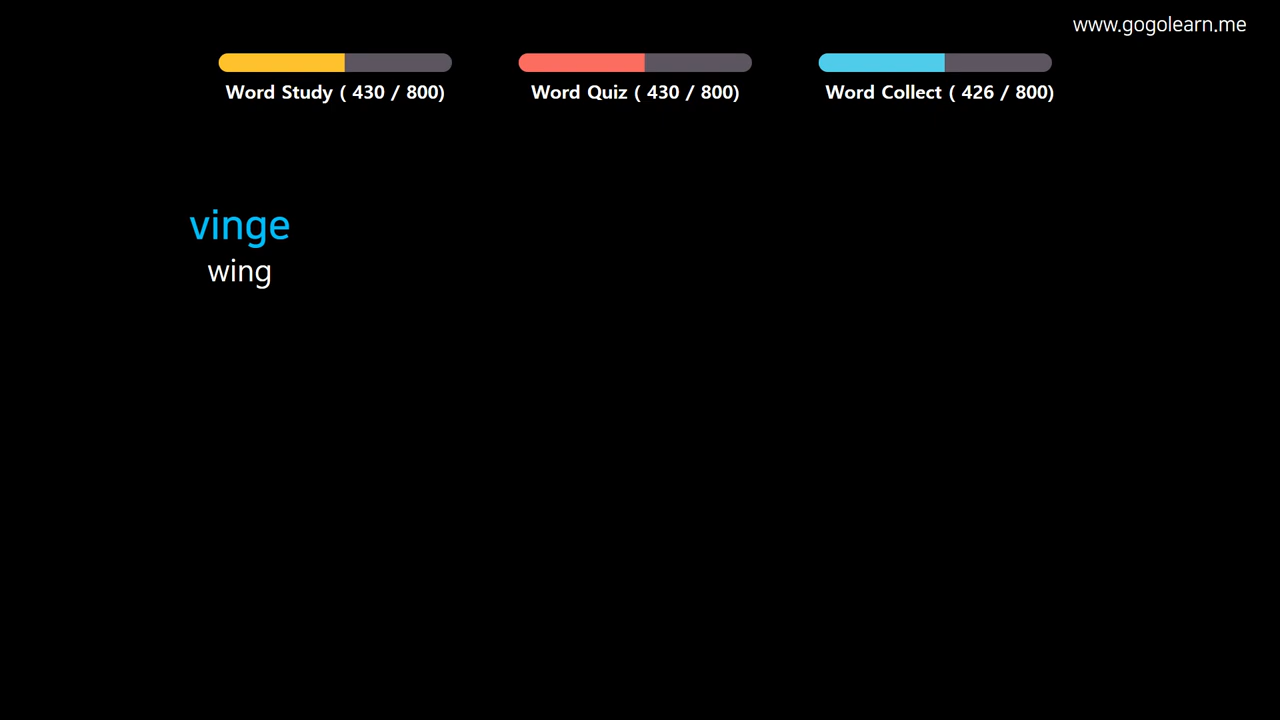 www.gogolearn.me
Word Study ( 430 / 800)
Word Quiz ( 430 / 800)
Word Collect ( 426 / 800)
vinge
wing